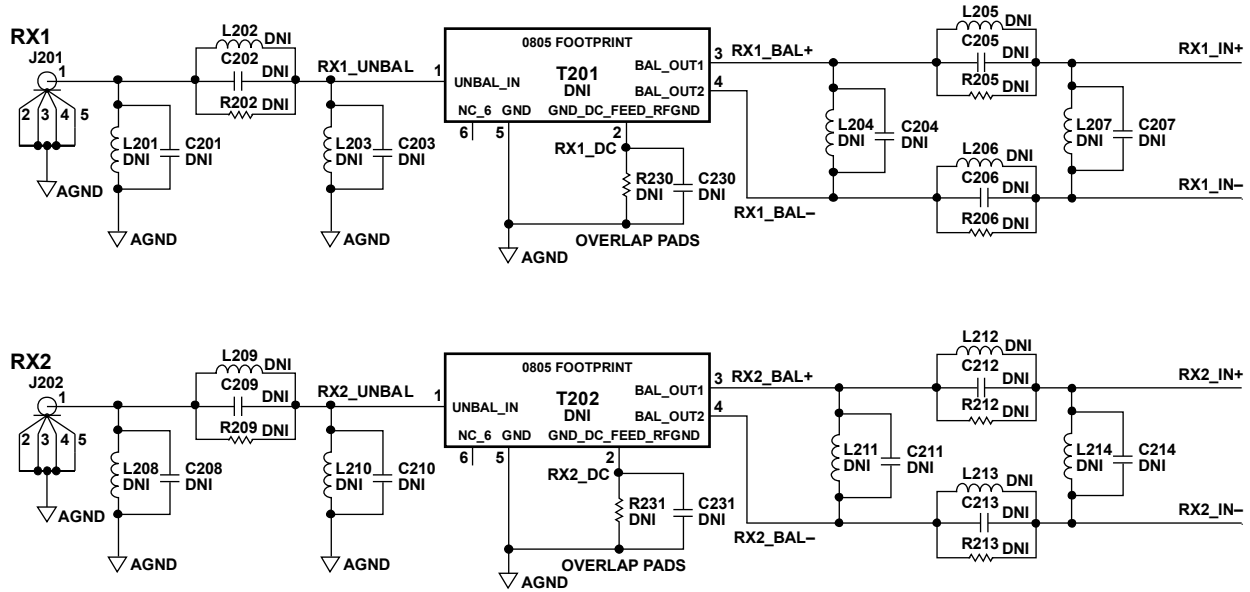 RX1
J201
1
2 3 4 5
AGND
L201
DNI
C201
DNI
AGND
L202 DNI
C202
DNI
R202 DNI
RX1_UNBAL
L203
DNI
C203
DNI
AGND
0805 FOOTPRINT
T201
DNI
1
UNBAL_IN
BAL_OUT1
BAL_OUT2
3
4
NC_6 GND GND_DC_FEED_RFGND
6
5
2
RX1_DC
R230
DNI
C230
DNI
OVERLAP PADS
AGND
RX1_BAL+
RX1_BAL–
L204
DNI
C204
DNI
L205
DNI
C205
DNI
R205 DNI
L206
DNI
C206
DNI
R206 DNI
L207
DNI
C207
DNI
RX1_IN+
RX1_IN–
RX2
J202
1
2 3 4 5
AGND
L208
DNI
C208
DNI
AGND
L209
DNI
C209
DNI
R209 DNI
RX2_UNBAL
L210
DNI
C210
DNI
AGND
0805 FOOTPRINT
T202
DNI
1
UNBAL_IN
BAL_OUT1
BAL_OUT2
3
4
NC_6 GND GND_DC_FEED_RFGND
6
5
2
RX2_DC
R231
DNI
C231
DNI
OVERLAP PADS
AGND
RX2_BAL+
RX2_BAL–
L211
DNI
C211
DNI
L212 DNI
C212
DNI
R212 DNI
L213
DNI
C213
DNI
R213 DNI
L214
DNI
C214
DNI
RX2_IN+
RX2_IN–